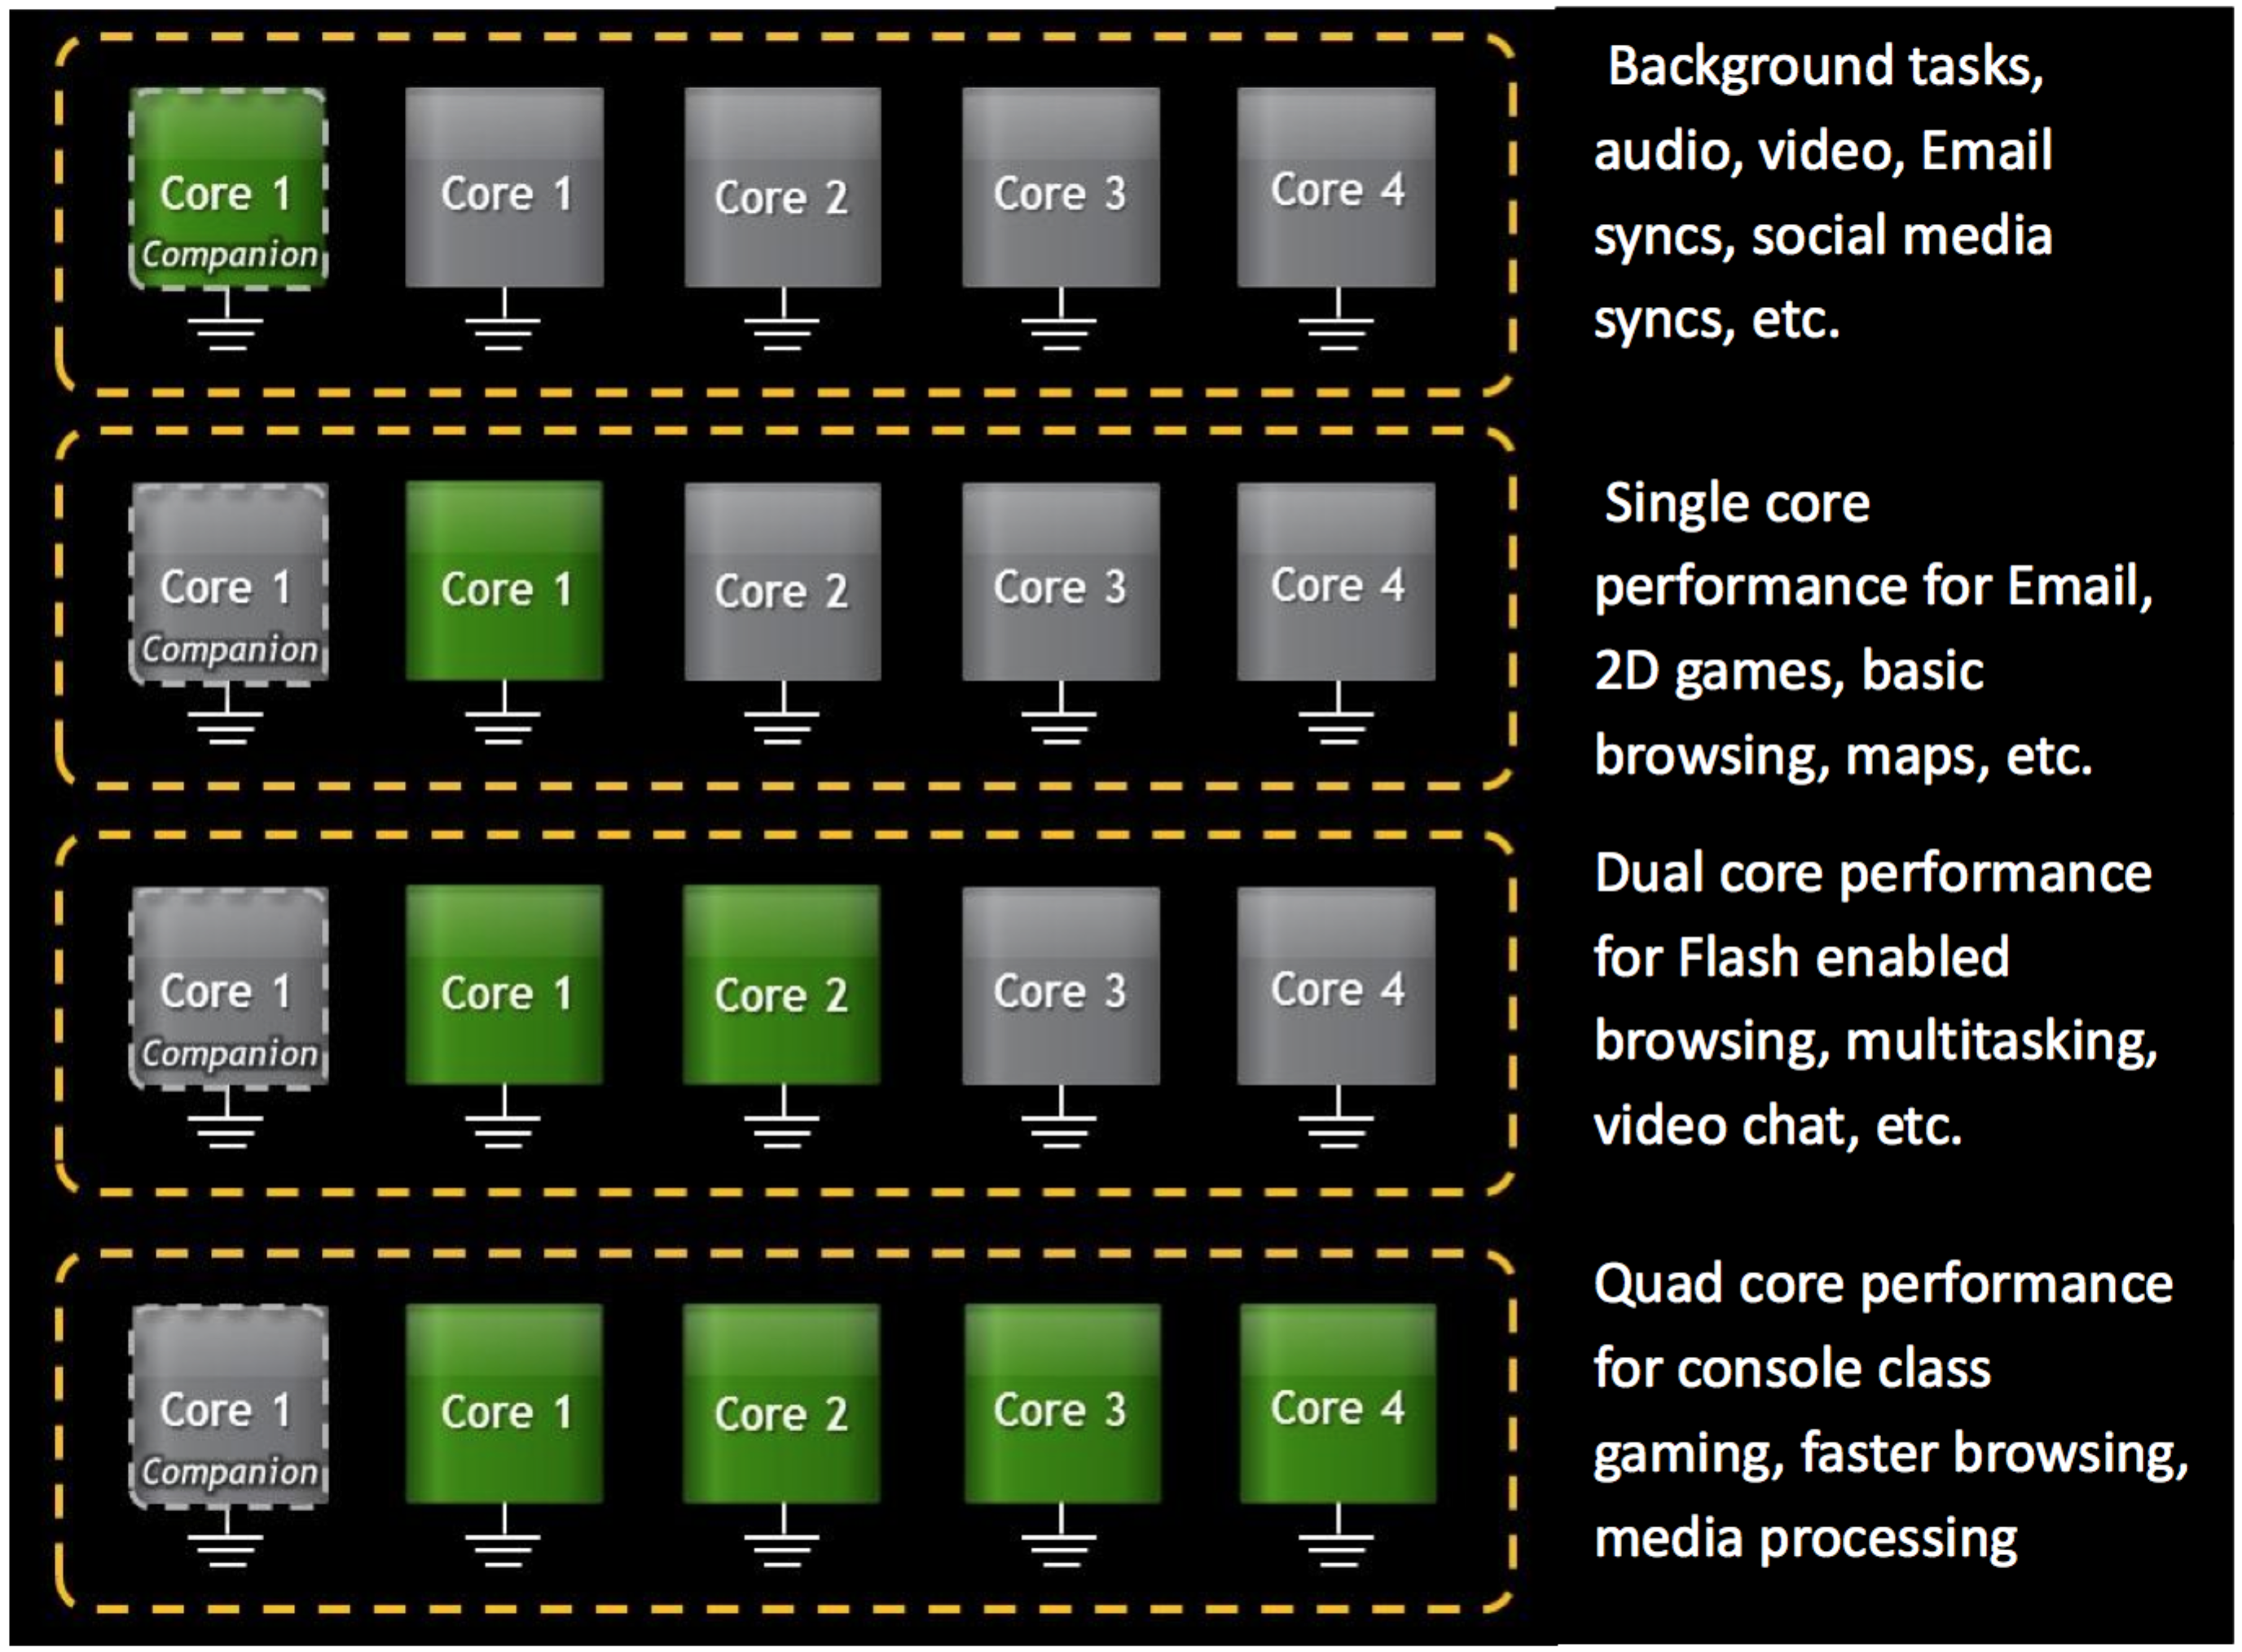 Core 1
Companion
Core 1
Core 2
Core 3
Core 4
Background tasks,
audio, video, Email
syncs, social media
syncs, etc.
Core 1
Companion
Core 1
Core 2
Core 3
Core 4
Single core
performance for Email,
2D games, basic
browsing, maps, etc.
Core 1
Companion
Core 1
Core 2
Core 3
Core 4
Dual core performance
for Flash enabled
browsing, multitasking,
video chat, etc.
Core 1
Companion
Core 1
Core 2
Core 3
Core 4
Quad core performance
for console class
gaming, faster browsing,
media processing